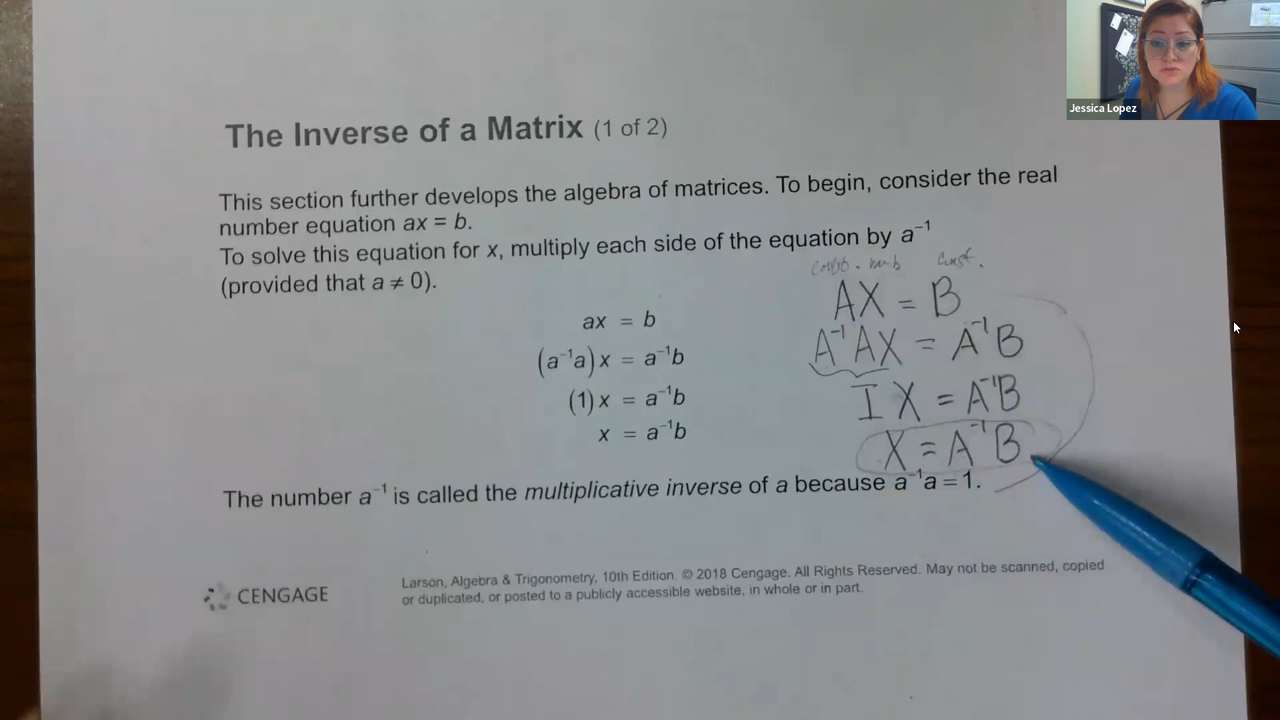 Jessica Lopez
The Inverse of a Matrix (1 of 2)
This section further develops the algebra of matrices. To begin, consider the real
number equation ax = b.
To solve this equation for x, multiply each side of the equation by a⁻¹
(provided that a ≠ 0).
ax = b
(a⁻¹a)x = a⁻¹b
(1)x = a⁻¹b
x = a⁻¹b
const.
AX = B
A⁻¹AX = A⁻¹B
IX = A⁻¹B
X = A⁻¹B
The number a⁻¹ is called the multiplicative inverse of a because a⁻¹a = 1.
CENGAGE
Larson, Algebra & Trigonometry, 10th Edition. © 2018 Cengage. All Rights Reserved. May not be scanned, copied
or duplicated, or posted to a publicly accessible website, in whole or in part.